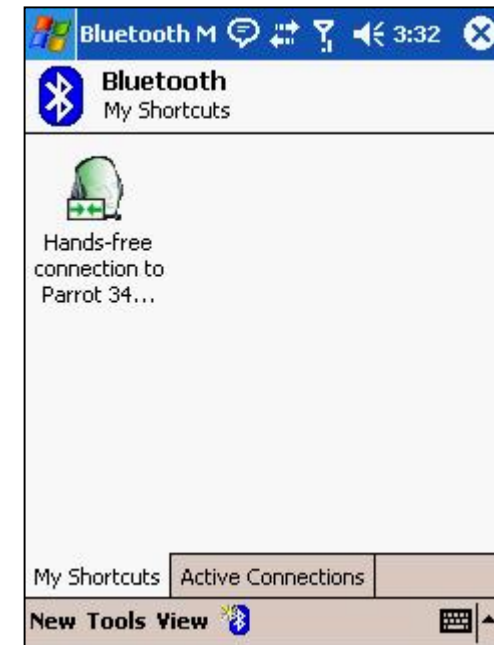 Bluetooth M 3:32
Bluetooth
My Shortcuts
Hands-free
connection to
Parrot 34...
My Shortcuts Active Connections
New Tools View